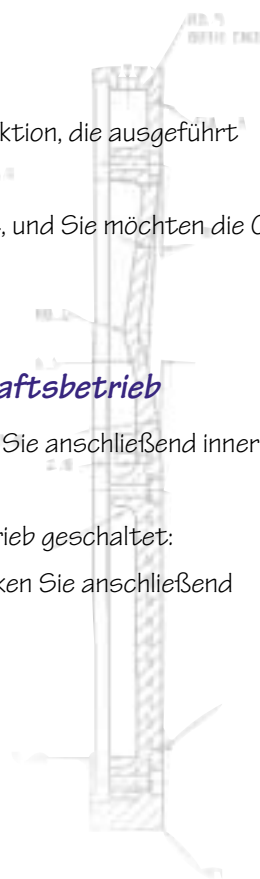 ktion, die ausgeführt
, und Sie möchten die
aftsbetrieb
Sie anschließend inner
rieb geschaltet:
ken Sie anschließend